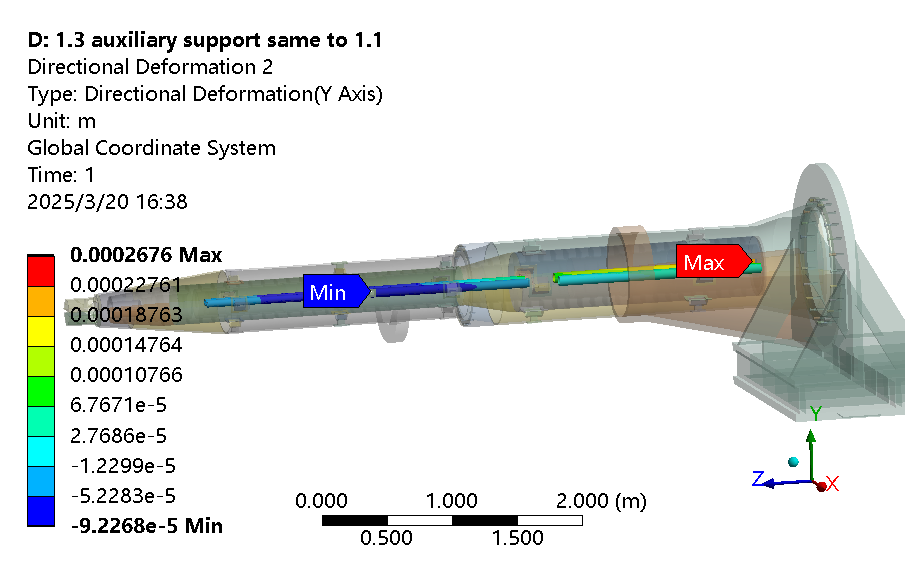 D: 1.3 auxiliary support same to 1.1
Directional Deformation 2
Type: Directional Deformation(Y Axis)
Unit: m
Global Coordinate System
Time: 1
2025/3/20 16:38
0.0002676 Max
0.00022761
0.00018763
0.00014764
0.00010766
6.7671e-5
2.7686e-5
-1.2299e-5
-5.2283e-5
-9.2268e-5 Min
Min
Max
Y
Z
X
0.000 1.000 2.000 (m)
0.500 1.500